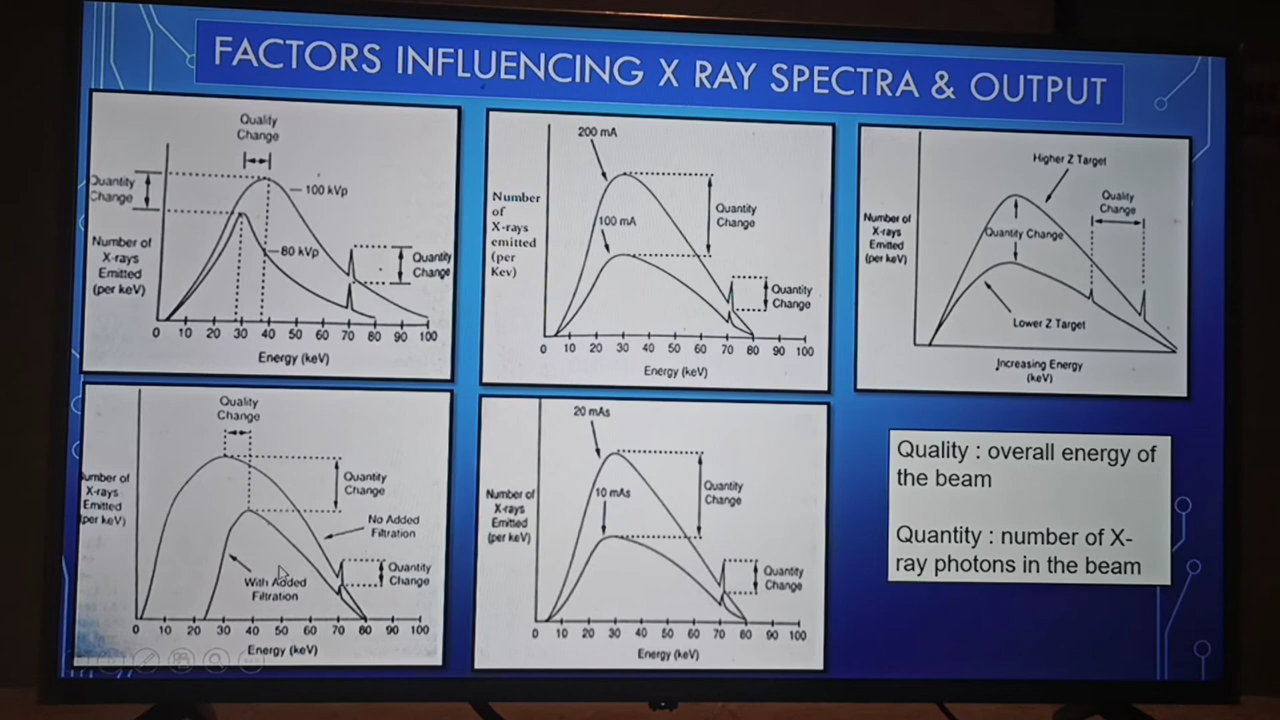 FACTORS INFLUENCING X RAY SPECTRA & OUTPUT
Quality
Change
Quantity
Change
100 kVp
80 kVp
Number of
X-rays
Emitted
(per keV)
Quantity
Change
0 10 20 30 40 50 60 70 80 90 100
Energy (keV)
200 mA
Number
of
X-rays
emitted
(per
Kev)
100 mA
Quantity
Change
Quantity
Change
0 10 20 30 40 50 60 70 80 90 100
Energy (keV)
Higher Z Target
Quality
Change
Number of
X-rays
Emitted
(per keV)
Quantity Change
Lower Z Target
Increasing Energy
(keV)
Quality
Change
Number of
X-rays
Emitted
(per keV)
Quantity
Change
No Added
Filtration
With Added
Filtration
Quantity
Change
0 10 20 30 40 50 60 70 80 90 100
Energy (keV)
20 mAs
Number of
X-rays
Emitted
(per keV)
10 mAs
Quantity
Change
Quantity
Change
0 10 20 30 40 50 60 70 80 90 100
Energy (keV)
Quality : overall energy of
the beam
Quantity : number of X-
ray photons in the beam